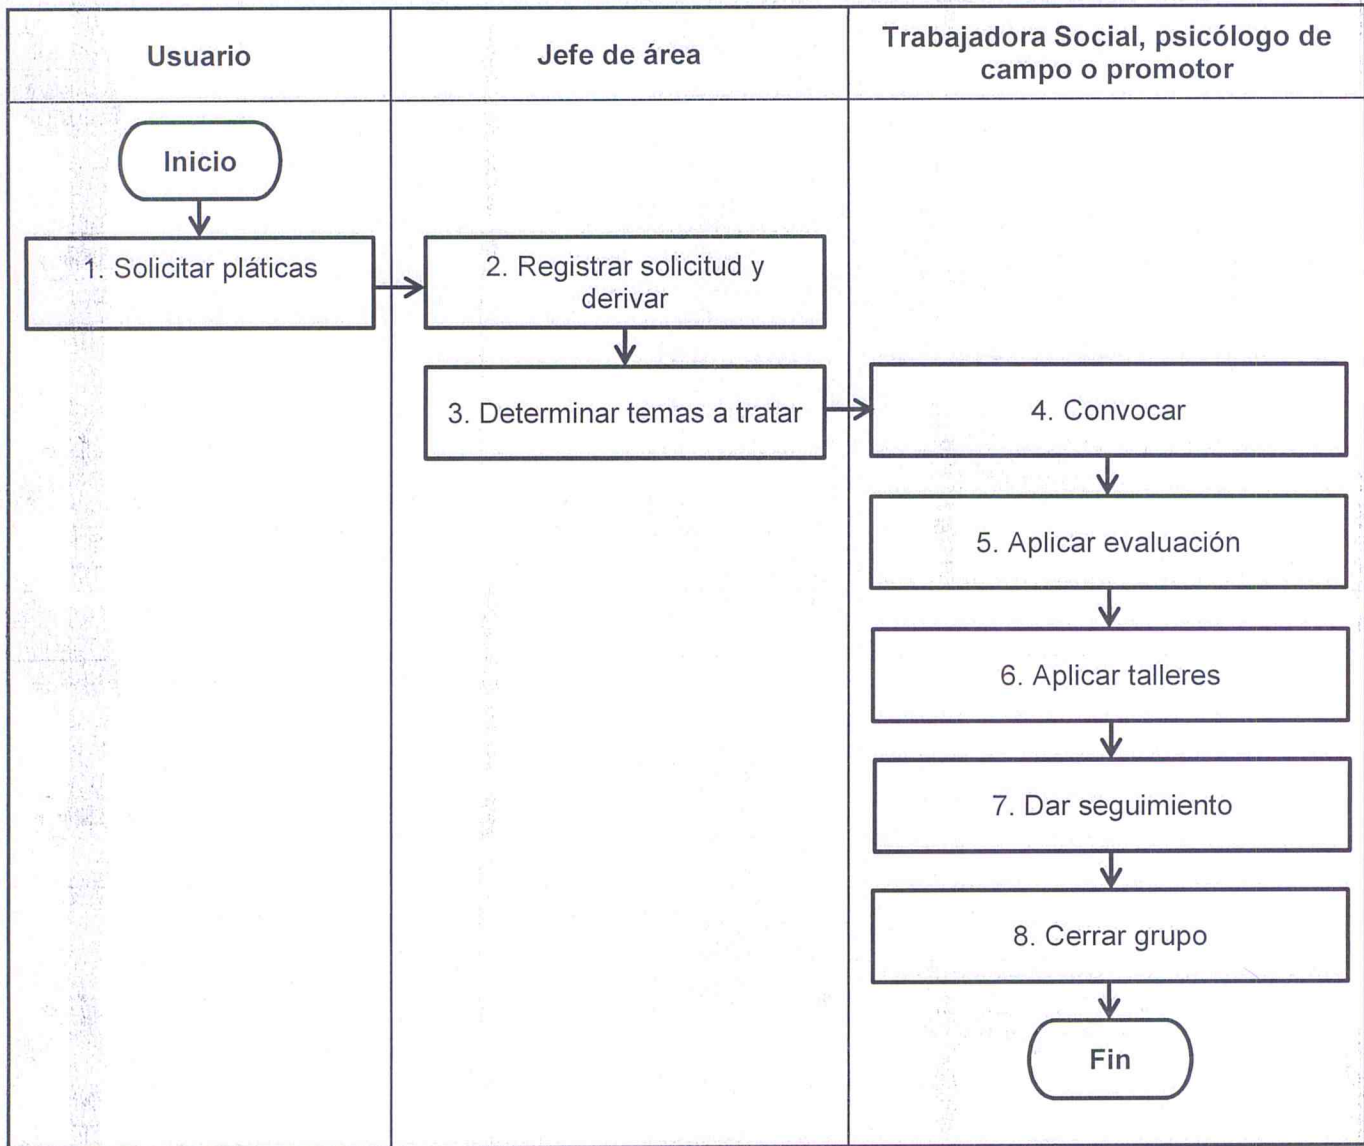 Usuario
Jefe de área
Trabajadora Social, psicólogo de
campo o promotor
Inicio
1. Solicitar pláticas
2. Registrar solicitud y
derivar
3. Determinar temas a tratar
4. Convocar
5. Aplicar evaluación
6. Aplicar talleres
7. Dar seguimiento
8. Cerrar grupo
Fin